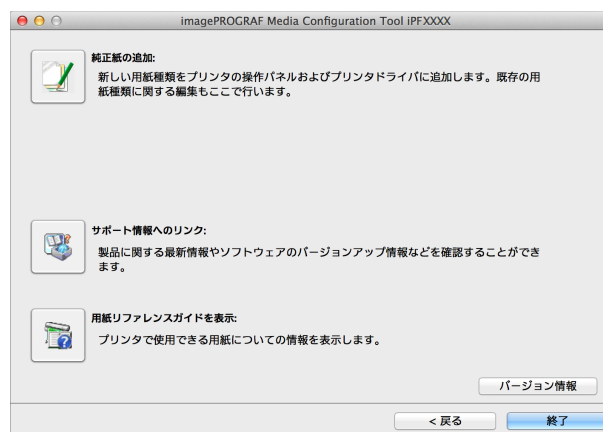 imagePROGRAF Media Configuration Tool iPFXXXX
純正紙の追加:
新しい用紙種類をプリンタの操作パネルおよびプリンタドライバに追加します。既存の用
紙種類に関する編集もここで行います。
サポート情報へのリンク:
製品に関する最新情報やソフトウェアのバージョンアップ情報などを確認することができ
ます。
用紙リファレンスガイドを表示:
プリンタで使用できる用紙についての情報を表示します。
バージョン情報
< 戻る
終了